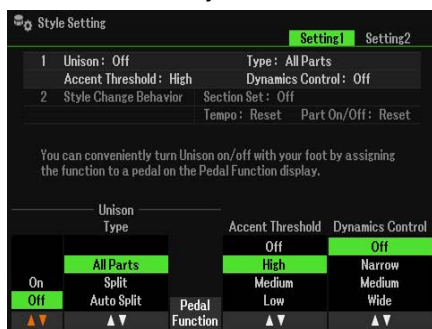 Style Setting
Setting1 Setting2
1 Unison: Off Type: All Parts
Accent Threshold: High Dynamics Control: Off
2 Style Change Behavior Section Set: Off
Tempo: Reset Part On/Off: Reset
You can conveniently turn Unison on/off with your foot by assigning
the function to a pedal on the Pedal Function display.
Unison
Type Accent Threshold Dynamics Control
Off Off
All Parts High Narrow
On Split Medium Medium
Off Auto Split Pedal Low Wide
Function